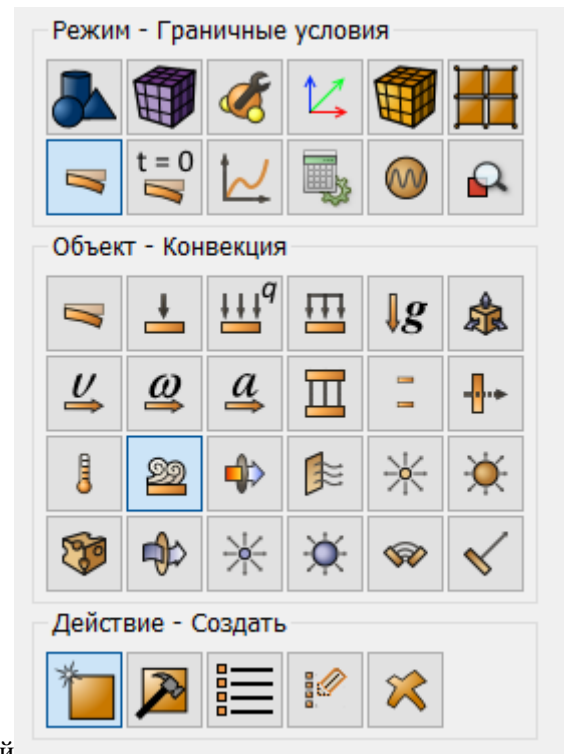 Режим - Граничные условия
t = 0
Объект - Конвекция
q
g
υ ω a
Действие - Создать
й